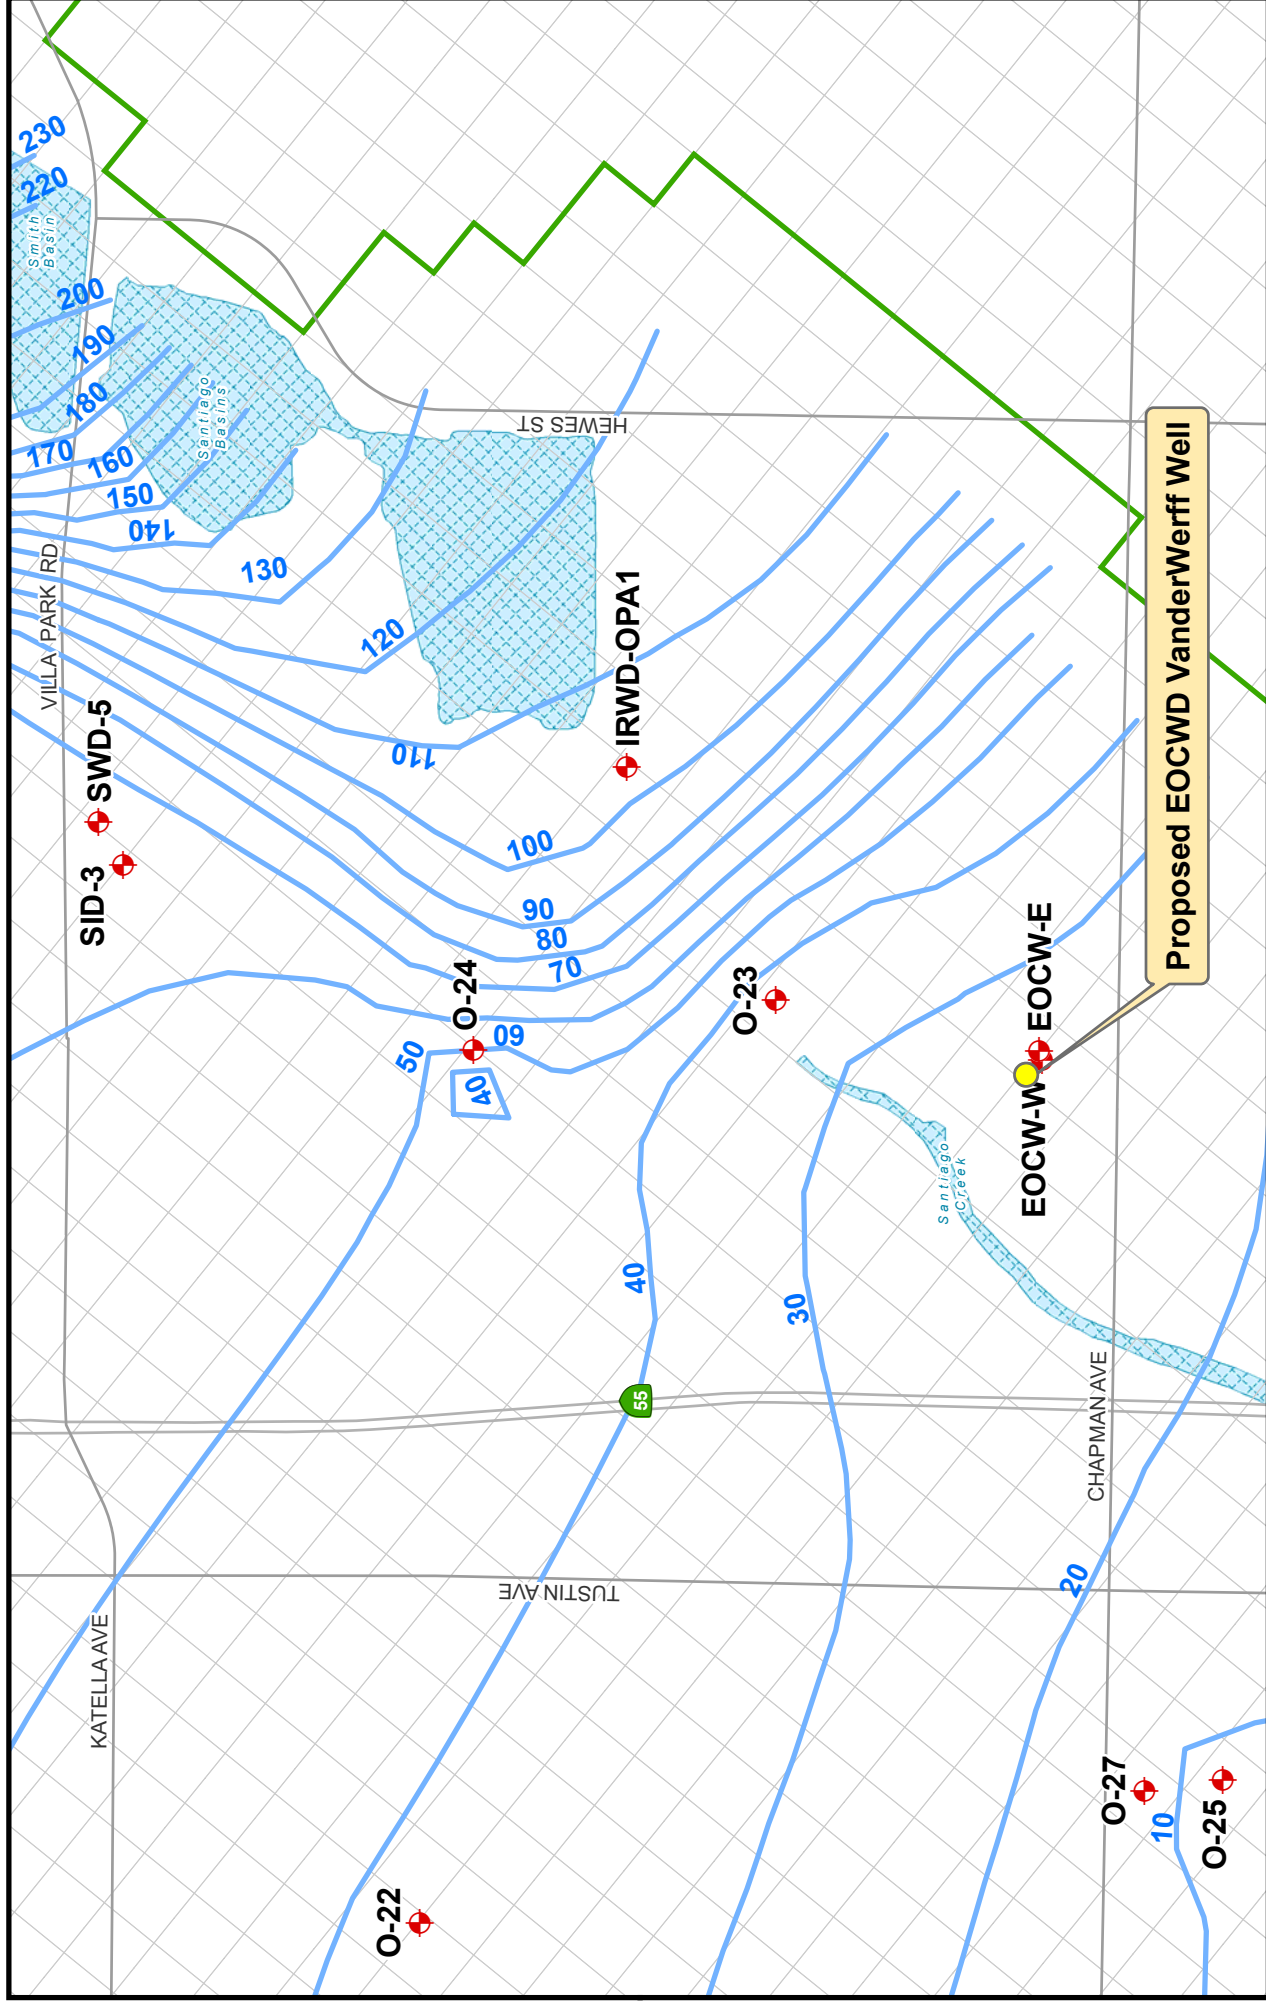 230
220
Smith
Basin
200
190
180
170
160
150
140
130
120
110
100
90
80
70
60
50
40
40
30
20
10
Santiago
Basins
VILLA PARK RD
HEWES ST
SWD-5
SID-3
IRWD-OPA1
O-24
O-23
EOCW-E
EOCW-W
Proposed EOCWD VanderWerff Well
Santiago
Creek
55
CHAPMAN AVE
TUSTIN AVE
KATELLA AVE
O-22
O-27
O-25